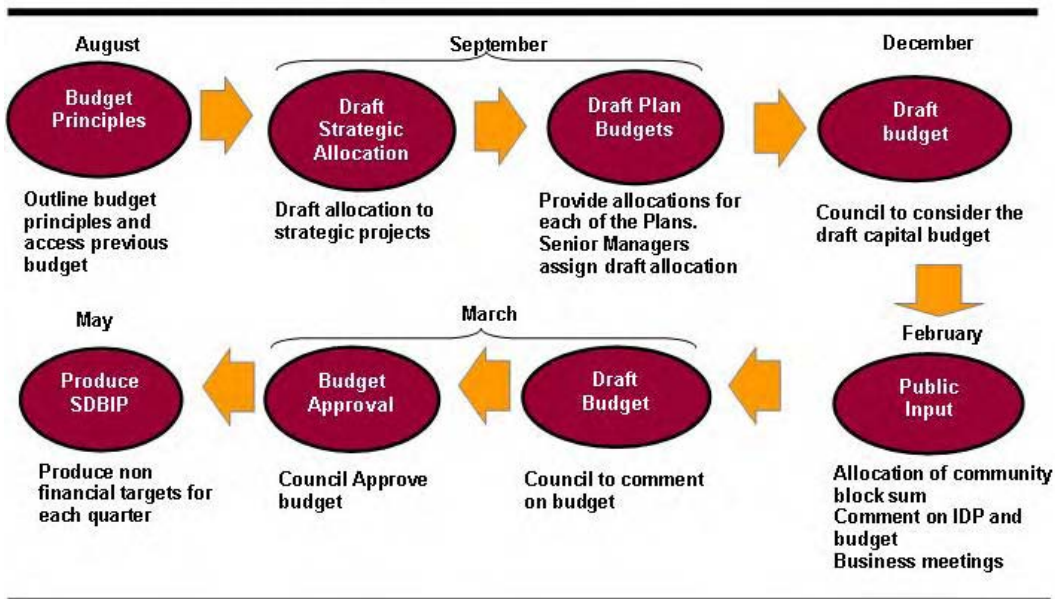 August
Budget
Principles
Outline budget
principles and
access previous
budget
September
Draft
Strategic
Allocation
Draft allocation to
strategic projects
Draft Plan
Budgets
Provide allocations for
each of the Plans.
Senior Managers
assign draft allocation
December
Draft
budget
Council to consider the
draft capital budget
February
Public
Input
Allocation of community
block sum
Comment on IDP and
budget
Business meetings
March
Draft
Budget
Council to comment
on budget
Budget
Approval
Council Approve
budget
May
Produce
SDBIP
Produce non
financial targets for
each quarter